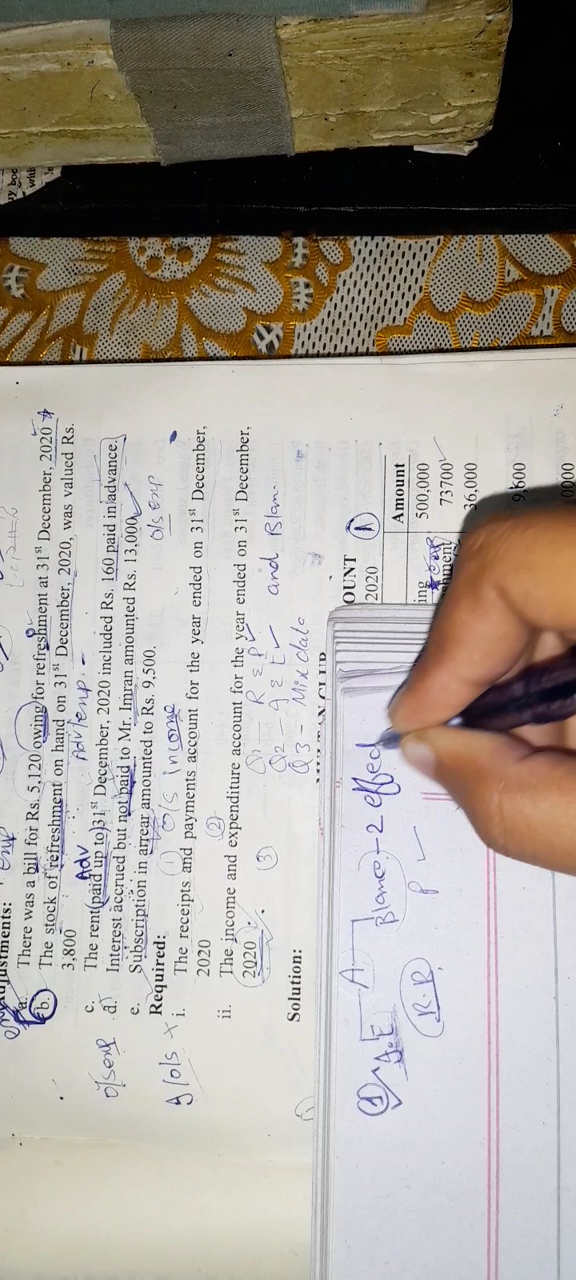 Adjustments:
a. There was a bill for Rs. 5,120 owing for refreshment at 31st December, 2020
b. The stock of refreshment on hand on 31st December, 2020, was valued Rs.
3,800
Adv/exp.
Adv
c. The rent (paid up to) 31st December, 2020 included Rs. 160 paid in advance.
o/s exp d. Interest accrued but not paid to Mr. Imran amounted Rs. 13,000
o/s exp
e. Subscription in arrear amounted to Rs. 9,500.
Required: (1) O/S income
i. The receipts and payments account for the year ended on 31st December,
2020 (2)
ii. The income and expenditure account for the year ended on 31st December,
2020
(3)
Q1 - R & P
Q2 - I & E and Blan.
Q3 - Mix data
Solution:
2020
Amount
500,000
73700
36,000
9,600
0000
(1) I.E A
Blance - 2 effect
R.R P